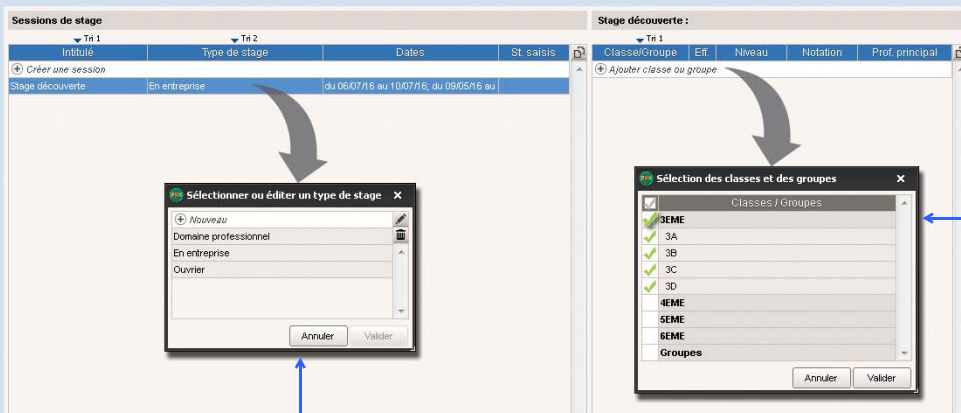 Sessions de stage
Tri 1 Tri 2
Intitulé Type de stage Dates St. saisis
Créer une session
Stage découverte En entreprise du 06/07/16 au 10/07/16; du 09/05/16 au
Sélectionner ou éditer un type de stage
Nouveau
Domaine professionnel
En entreprise
Ouvrier
Annuler Valider
Stage découverte :
Tri 1
Classe/Groupe Eff. Niveau Notation Prof. principal
Ajouter classe ou groupe
Sélection des classes et des groupes
Classes / Groupes
3EME
3A
3B
3C
3D
4EME
5EME
6EME
Groupes
Annuler Valider